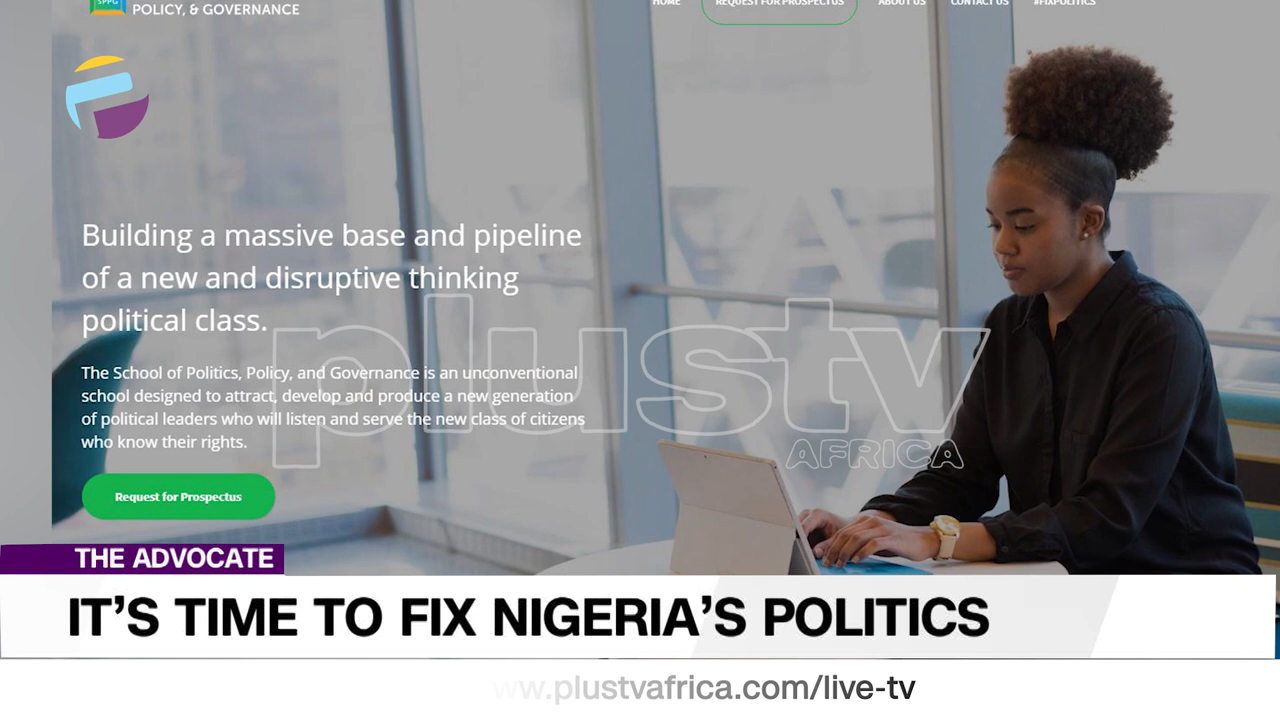 SPPG
POLICY, & GOVERNANCE
HOME
REQUEST FOR PROSPECTUS
ABOUT US
CONTACT US
#FIXPOLITICS
Building a massive base and pipeline
of a new and disruptive thinking
political class.
The School of Politics, Policy, and Governance is an unconventional
school designed to attract, develop and produce a new generation
of political leaders who will listen and serve the new class of citizens
who know their rights.
Request for Prospectus
plustv
AFRICA
THE ADVOCATE
IT'S TIME TO FIX NIGERIA'S POLITICS
www.plustvafrica.com/live-tv